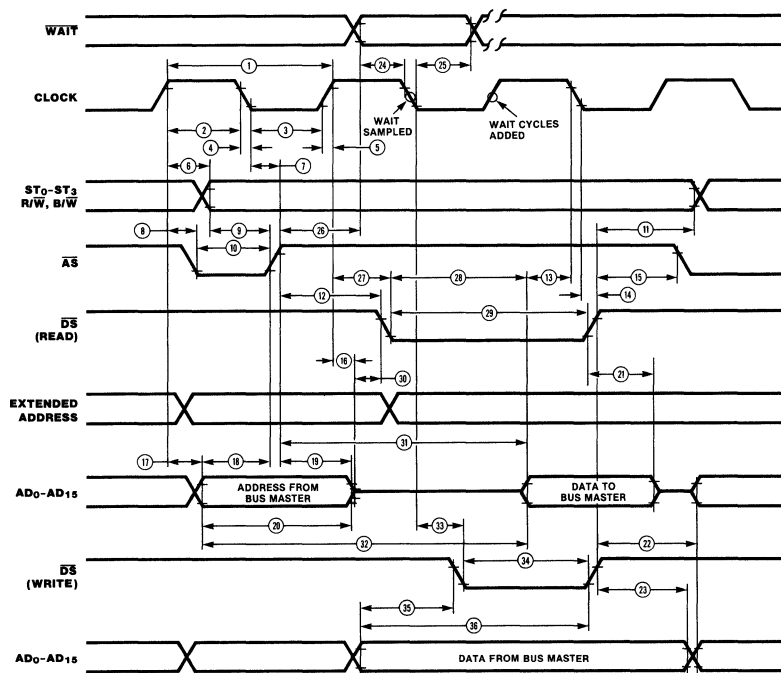 WAIT
1
24
25
CLOCK
WAIT SAMPLED
WAIT CYCLES ADDED
2
3
4
5
6
7
ST0-ST3
R/W, B/W
8
9
26
11
10
AS
27
28
13
15
12
14
DS
(READ)
29
16
30
21
EXTENDED
ADDRESS
31
17
18
19
AD0-AD15
ADDRESS FROM
BUS MASTER
DATA TO
BUS MASTER
20
33
22
32
DS
(WRITE)
34
23
35
36
AD0-AD15
DATA FROM BUS MASTER